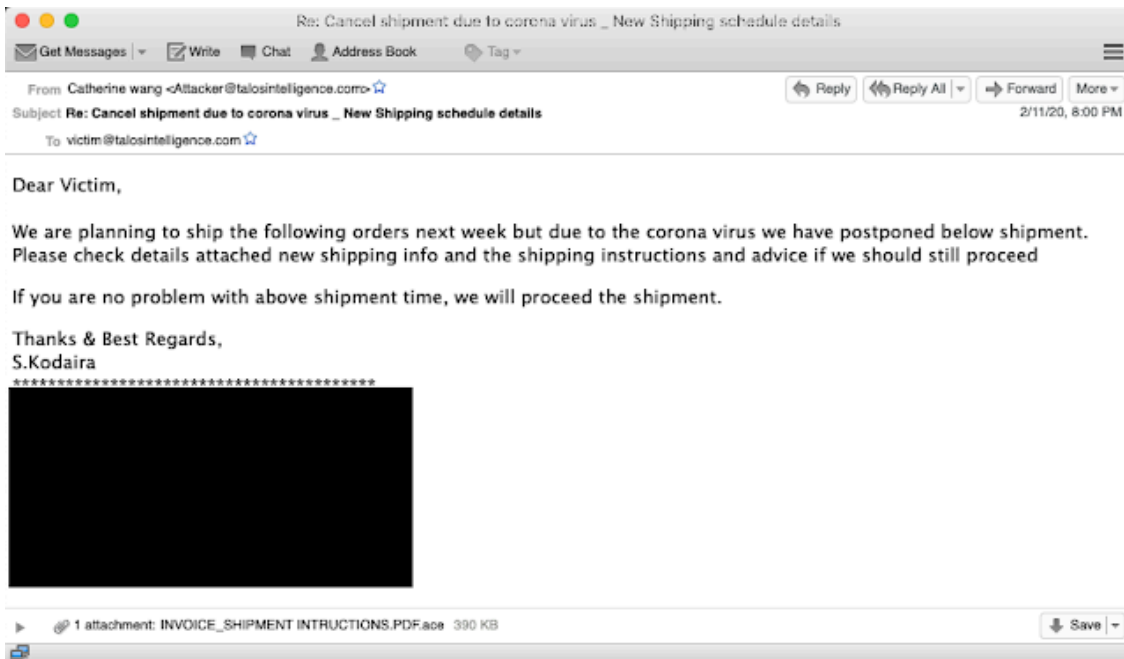 Re: Cancel shipment due to corona virus _ New Shipping schedule details
Get Messages Write Chat Address Book Tag
From Catherine wang <Attacker@talosintelligence.com>
Reply Reply All Forward More
Subject Re: Cancel shipment due to corona virus _ New Shipping schedule details
2/11/20, 8:00 PM
To victim@talosintelligence.com
Dear Victim,
We are planning to ship the following orders next week but due to the corona virus we have postponed below shipment.
Please check details attached new shipping info and the shipping instructions and advice if we should still proceed
If you are no problem with above shipment time, we will proceed the shipment.
Thanks & Best Regards,
S.Kodaira
*****************************************
1 attachment: INVOICE_SHIPMENT INTRUCTIONS.PDF.ace 390 KB
Save